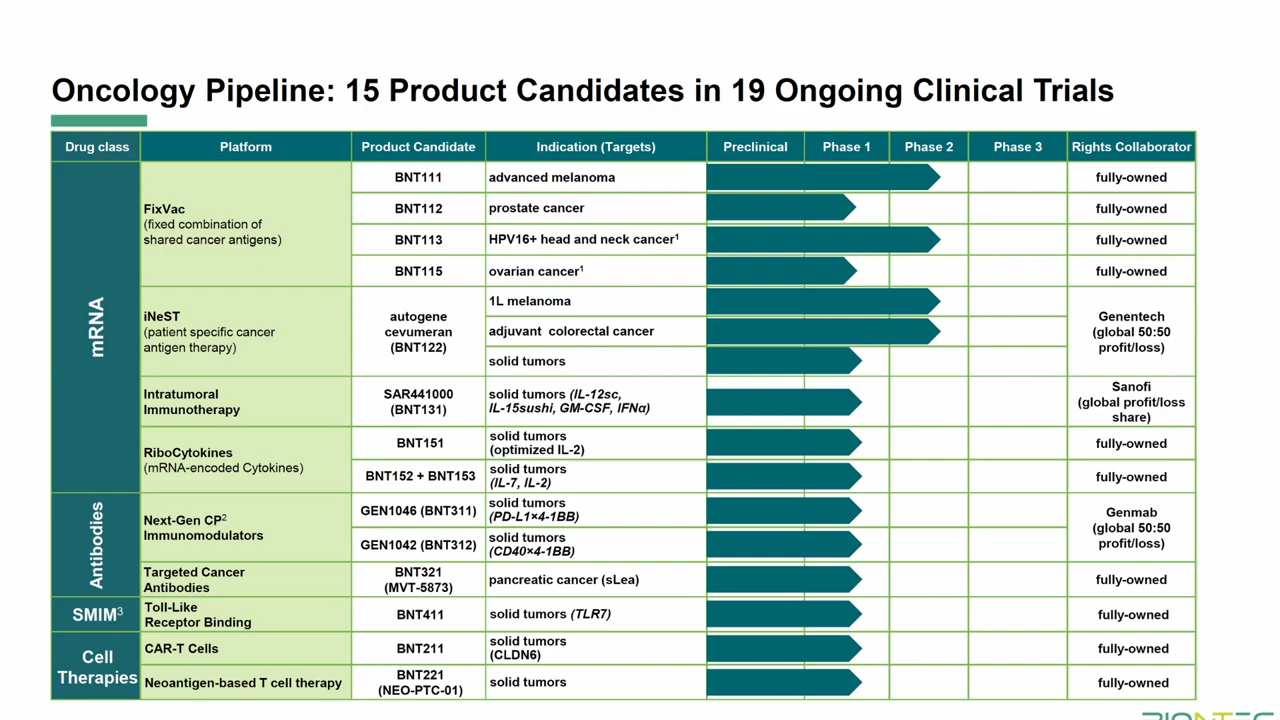 Oncology Pipeline: 15 Product Candidates in 19 Ongoing Clinical Trials
Drug class Platform Product Candidate Indication (Targets) Preclinical Phase 1 Phase 2 Phase 3 Rights Collaborator
mRNA
FixVac
(fixed combination of
shared cancer antigens)
BNT111 advanced melanoma fully-owned
BNT112 prostate cancer fully-owned
BNT113 HPV16+ head and neck cancer¹ fully-owned
BNT115 ovarian cancer¹ fully-owned
iNeST
(patient specific cancer
antigen therapy)
autogene
cevumeran
(BNT122)
1L melanoma
adjuvant colorectal cancer
solid tumors
Genentech
(global 50:50
profit/loss)
Intratumoral
Immunotherapy
SAR441000
(BNT131)
solid tumors (IL-12sc,
IL-15sushi, GM-CSF, IFNα)
Sanofi
(global profit/loss
share)
RiboCytokines
(mRNA-encoded Cytokines)
BNT151
solid tumors
(optimized IL-2)
fully-owned
BNT152 + BNT153
solid tumors
(IL-7, IL-2)
fully-owned
Antibodies
Next-Gen CP²
Immunomodulators
GEN1046 (BNT311)
solid tumors
(PD-L1×4-1BB)
GEN1042 (BNT312)
solid tumors
(CD40×4-1BB)
Genmab
(global 50:50
profit/loss)
Targeted Cancer
Antibodies
BNT321
(MVT-5873)
pancreatic cancer (sLea)
fully-owned
SMIM³
Toll-Like
Receptor Binding
BNT411
solid tumors (TLR7)
fully-owned
Cell
Therapies
CAR-T Cells
BNT211
solid tumors
(CLDN6)
fully-owned
Neoantigen-based T cell therapy
BNT221
(NEO-PTC-01)
solid tumors
fully-owned